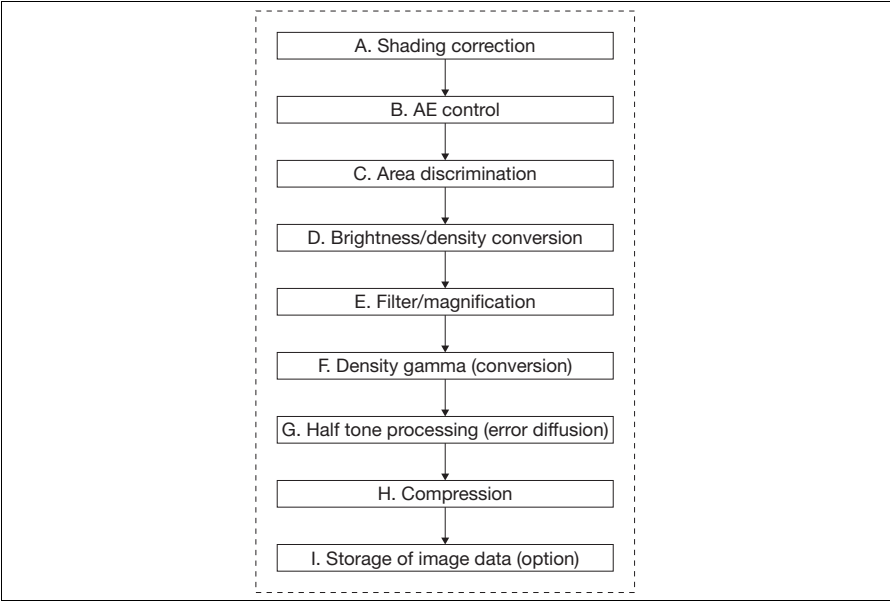 A. Shading correction
B. AE control
C. Area discrimination
D. Brightness/density conversion
E. Filter/magnification
F. Density gamma (conversion)
G. Half tone processing (error diffusion)
H. Compression
I. Storage of image data (option)